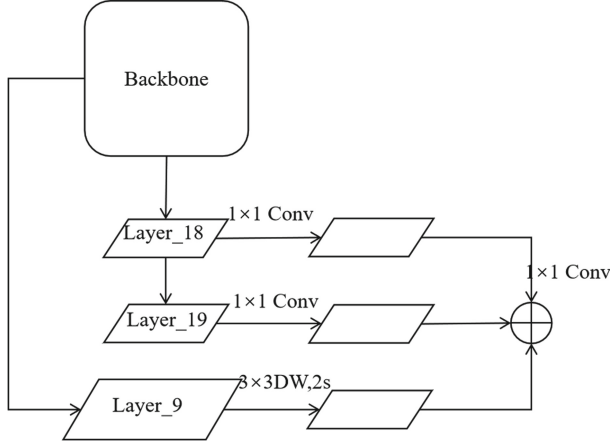 Backbone
1×1 Conv
Layer_18
1×1 Conv
1×1 Conv
Layer_19
3×3DW,2s
Layer_9